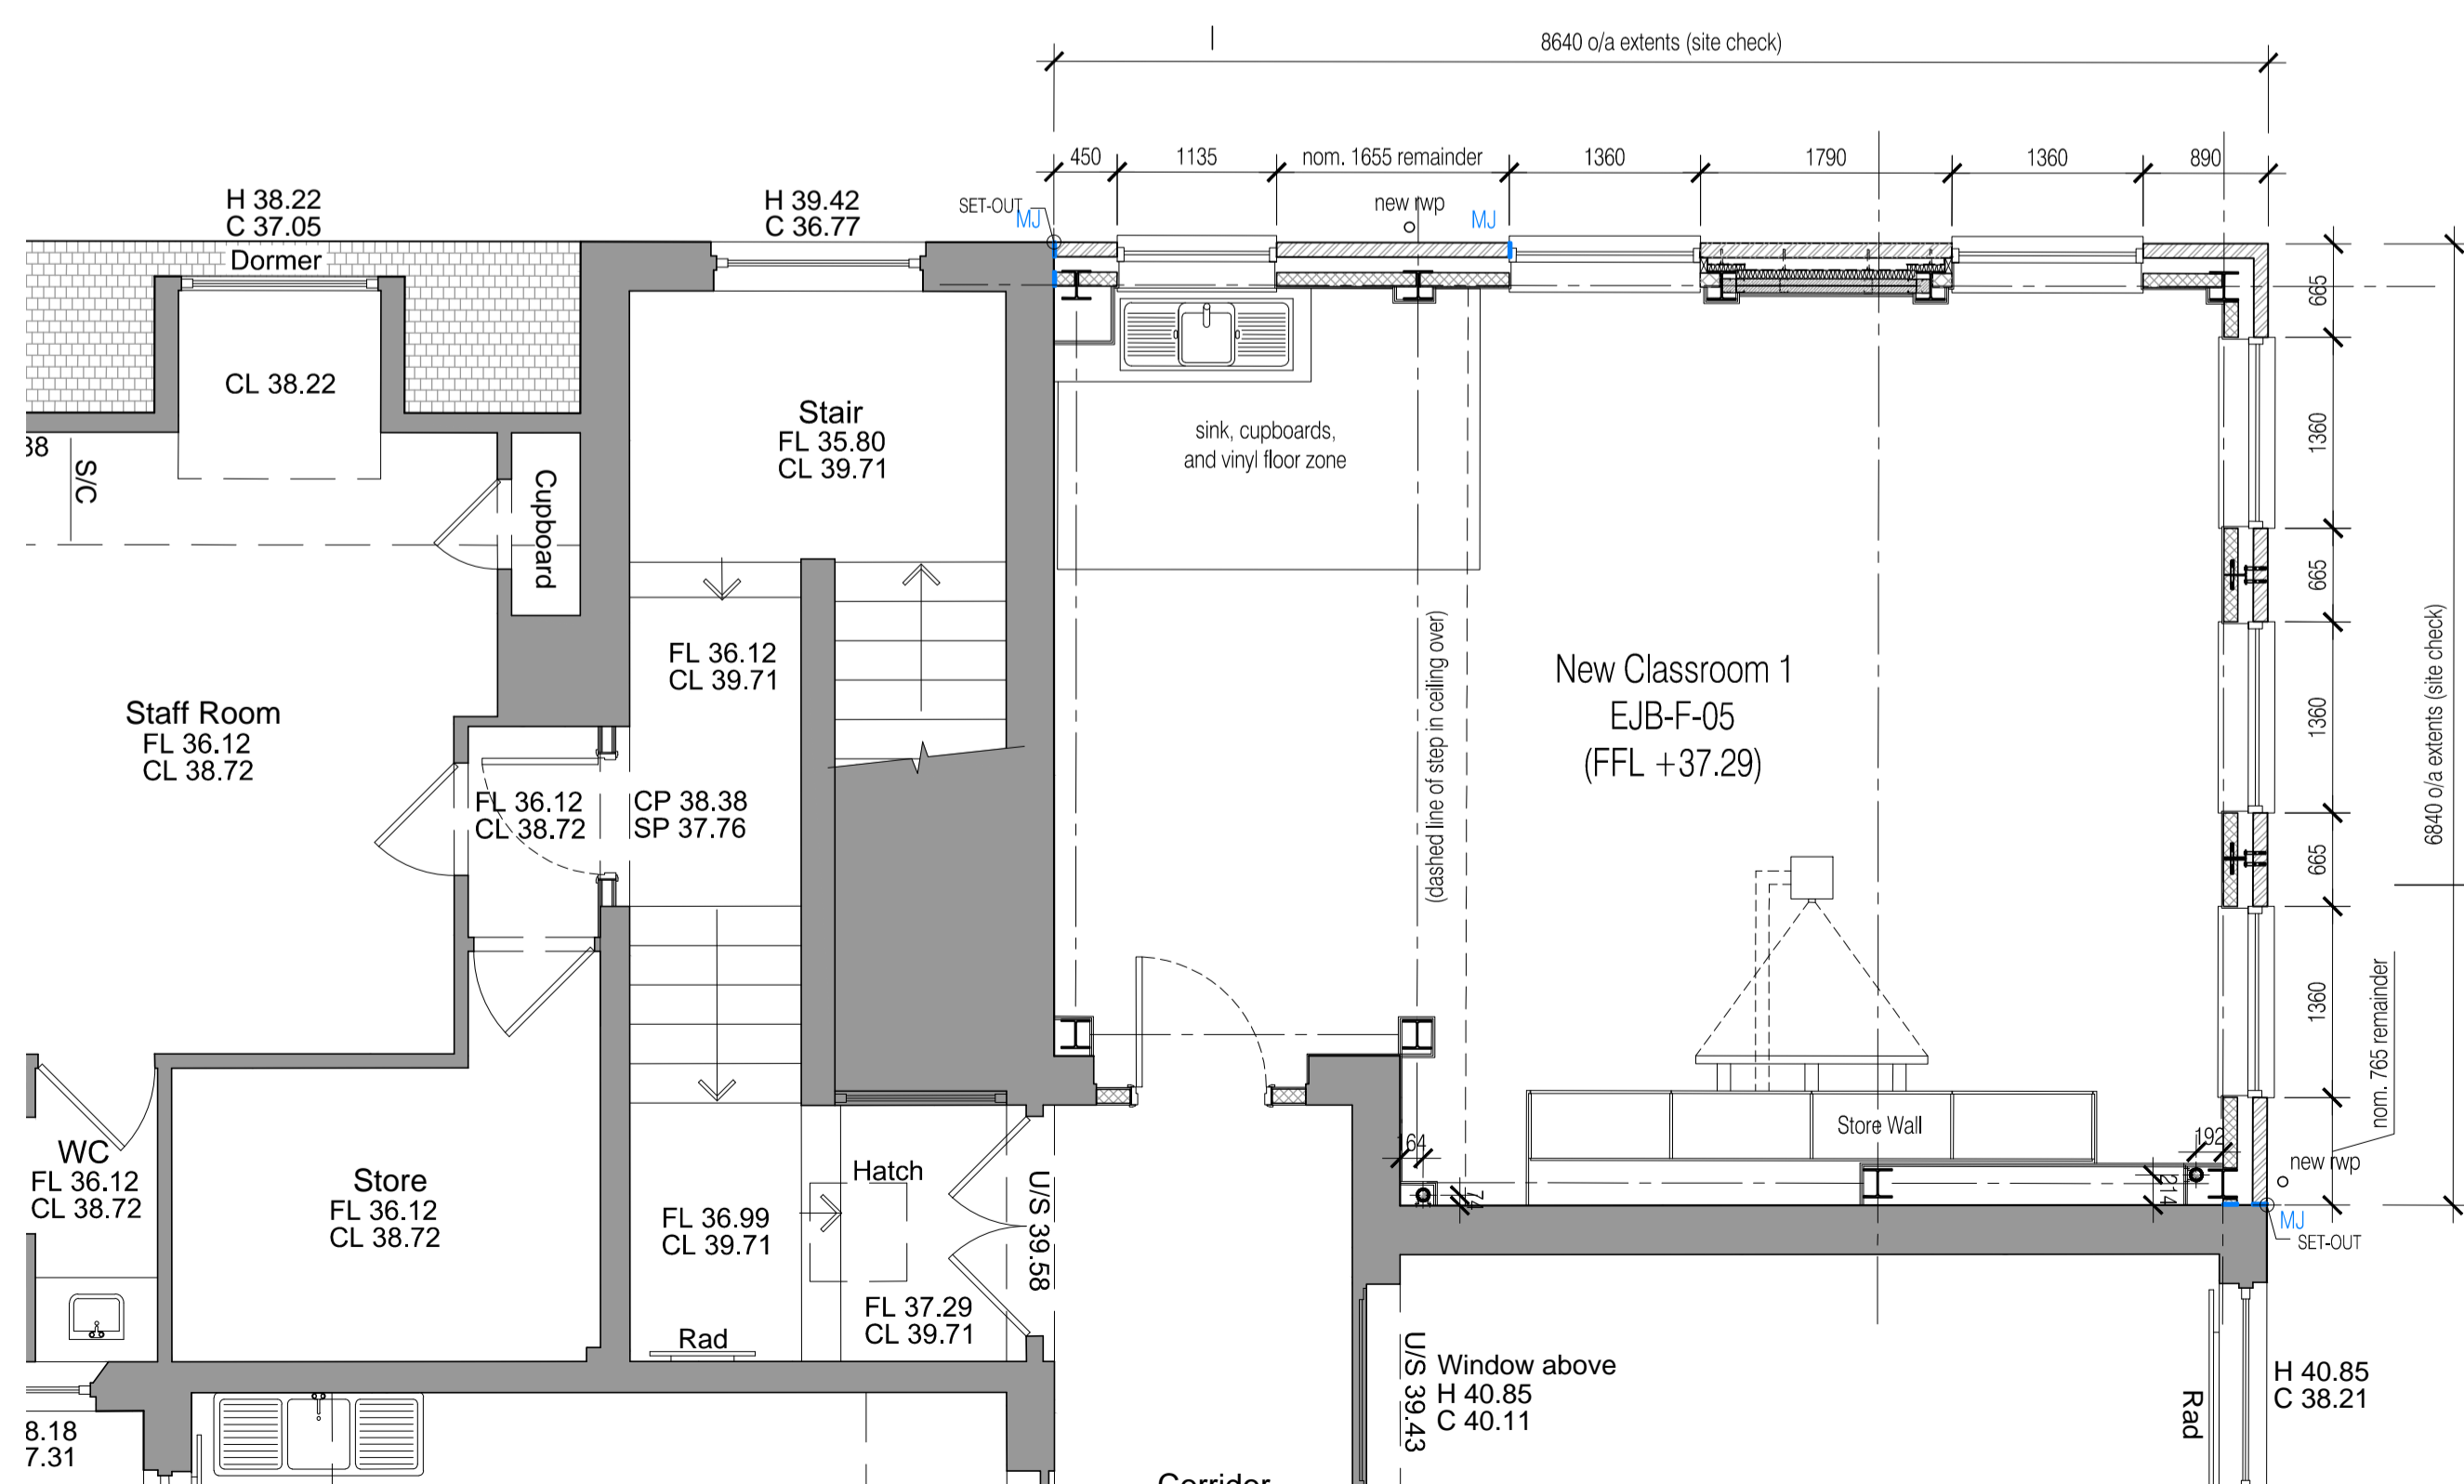 8640 o/a extents (site check)
450
1135
nom. 1655 remainder
1360
1790
1360
890
H 38.22
C 37.05
H 39.42
C 36.77
SET-OUT
MJ
new rwp
MJ
Dormer
CL 38.22
665
38
S/C
Cupboard
Stair
FL 35.80
CL 39.71
sink, cupboards,
and vinyl floor zone
1360
665
FL 36.12
CL 39.71
(dashed line of step in ceiling over)
New Classroom 1
EJB-F-05
(FFL +37.29)
1360
6840 o/a extents (site check)
Staff Room
FL 36.12
CL 38.72
FL 36.12
CL 38.72
CP 38.38
SP 37.76
665
1360
nom. 765 remainder
Store Wall
164
192
new rwp
74
214
MJ
SET-OUT
WC
FL 36.12
CL 38.72
Store
FL 36.12
CL 38.72
Hatch
U/S 39.58
FL 36.99
CL 39.71
FL 37.29
CL 39.71
Rad
U/S 39.43
Window above
H 40.85
C 40.11
Rad
H 40.85
C 38.21
8.18
7.31
Corridor